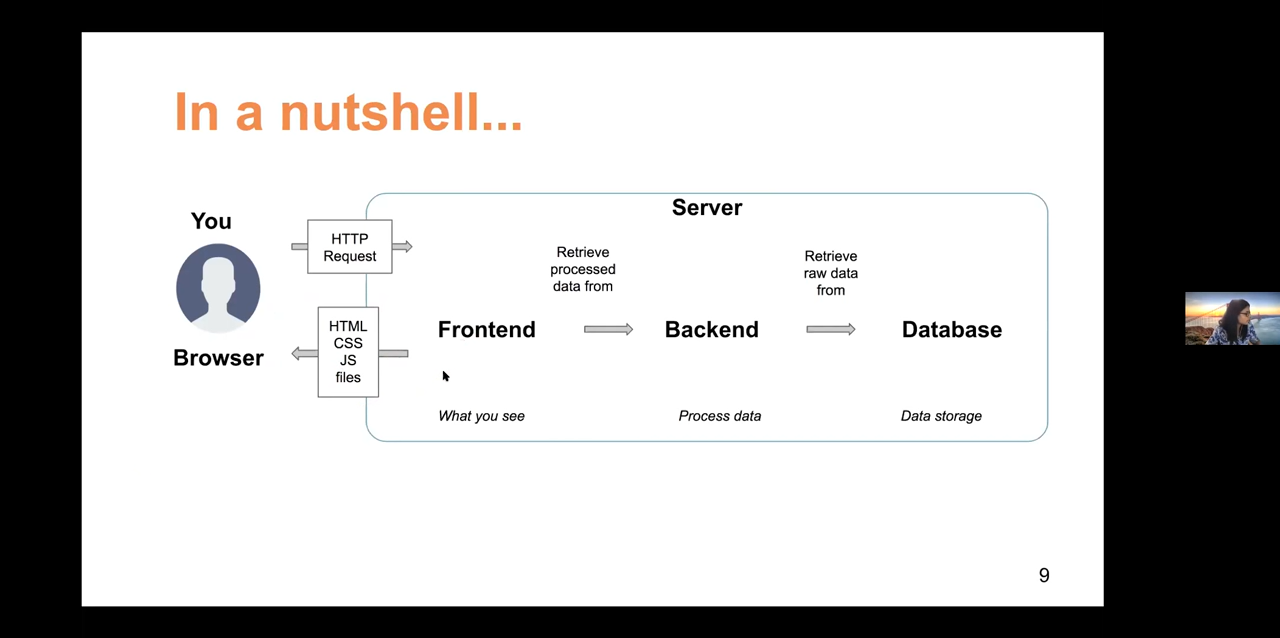 In a nutshell...
You
Browser
HTTP
Request
HTML
CSS
JS
files
Server
Retrieve
processed
data from
Retrieve
raw data
from
Frontend
Backend
Database
What you see
Process data
Data storage
9